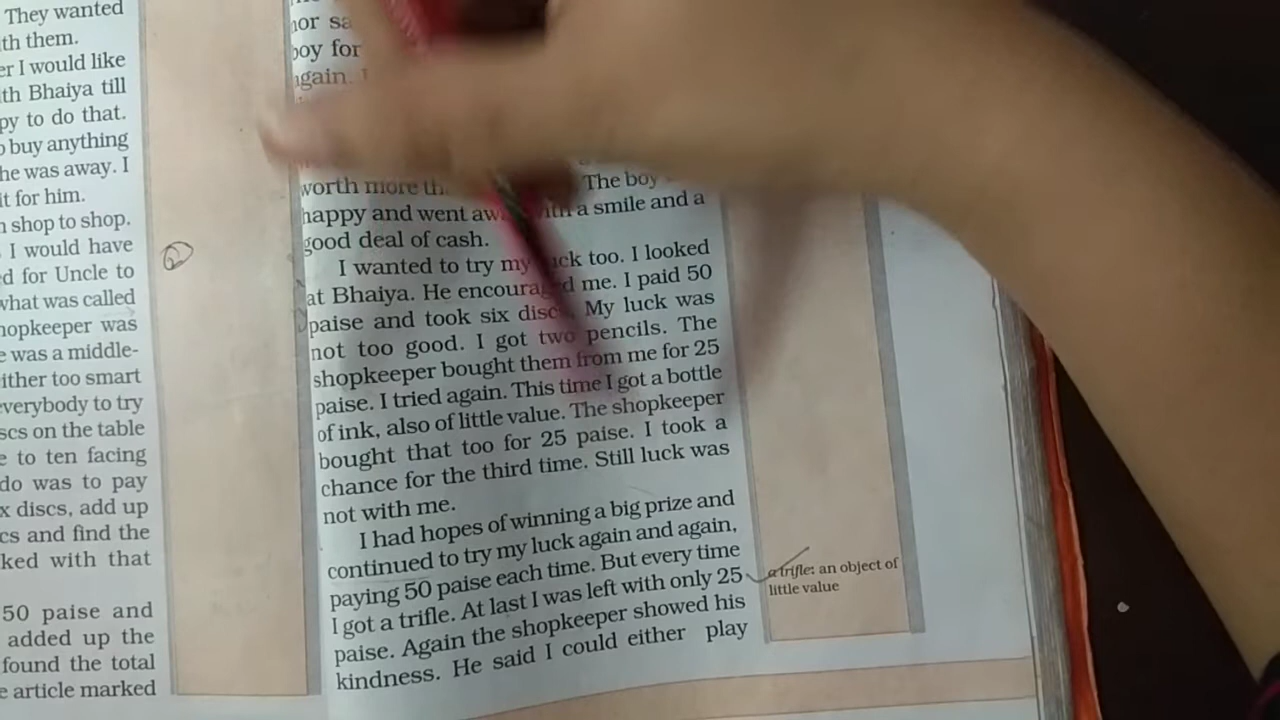 They wanted
th them.
er I would like
ith Bhaiya till
py to do that.
o buy anything
he was away. I
it for him.
n shop to shop.
I would have
ed for Uncle to
what was called
hopkeeper was
e was a middle-
ither too smart
everybody to try
scs on the table
e to ten facing
do was to pay
x discs, add up
cs and find the
ked with that
50 paise and
added up the
found the total
e article marked
nor sa
boy for
again.
worth more The boy
happy and went with a smile and a
good deal of cash.
I wanted to try my luck too. I looked
at Bhaiya. He encouraged me. I paid 50
paise and took six discs. My luck was
not too good. I got two pencils. The
shopkeeper bought them from me for 25
paise. I tried again. This time I got a bottle
of ink, also of little value. The shopkeeper
bought that too for 25 paise. I took a
chance for the third time. Still luck was
not with me.
I had hopes of winning a big prize and
continued to try my luck again and again,
paying 50 paise each time. But every time
I got a trifle. At last I was left with only 25
paise. Again the shopkeeper showed his
kindness. He said I could either play
a trifle: an object of
little value